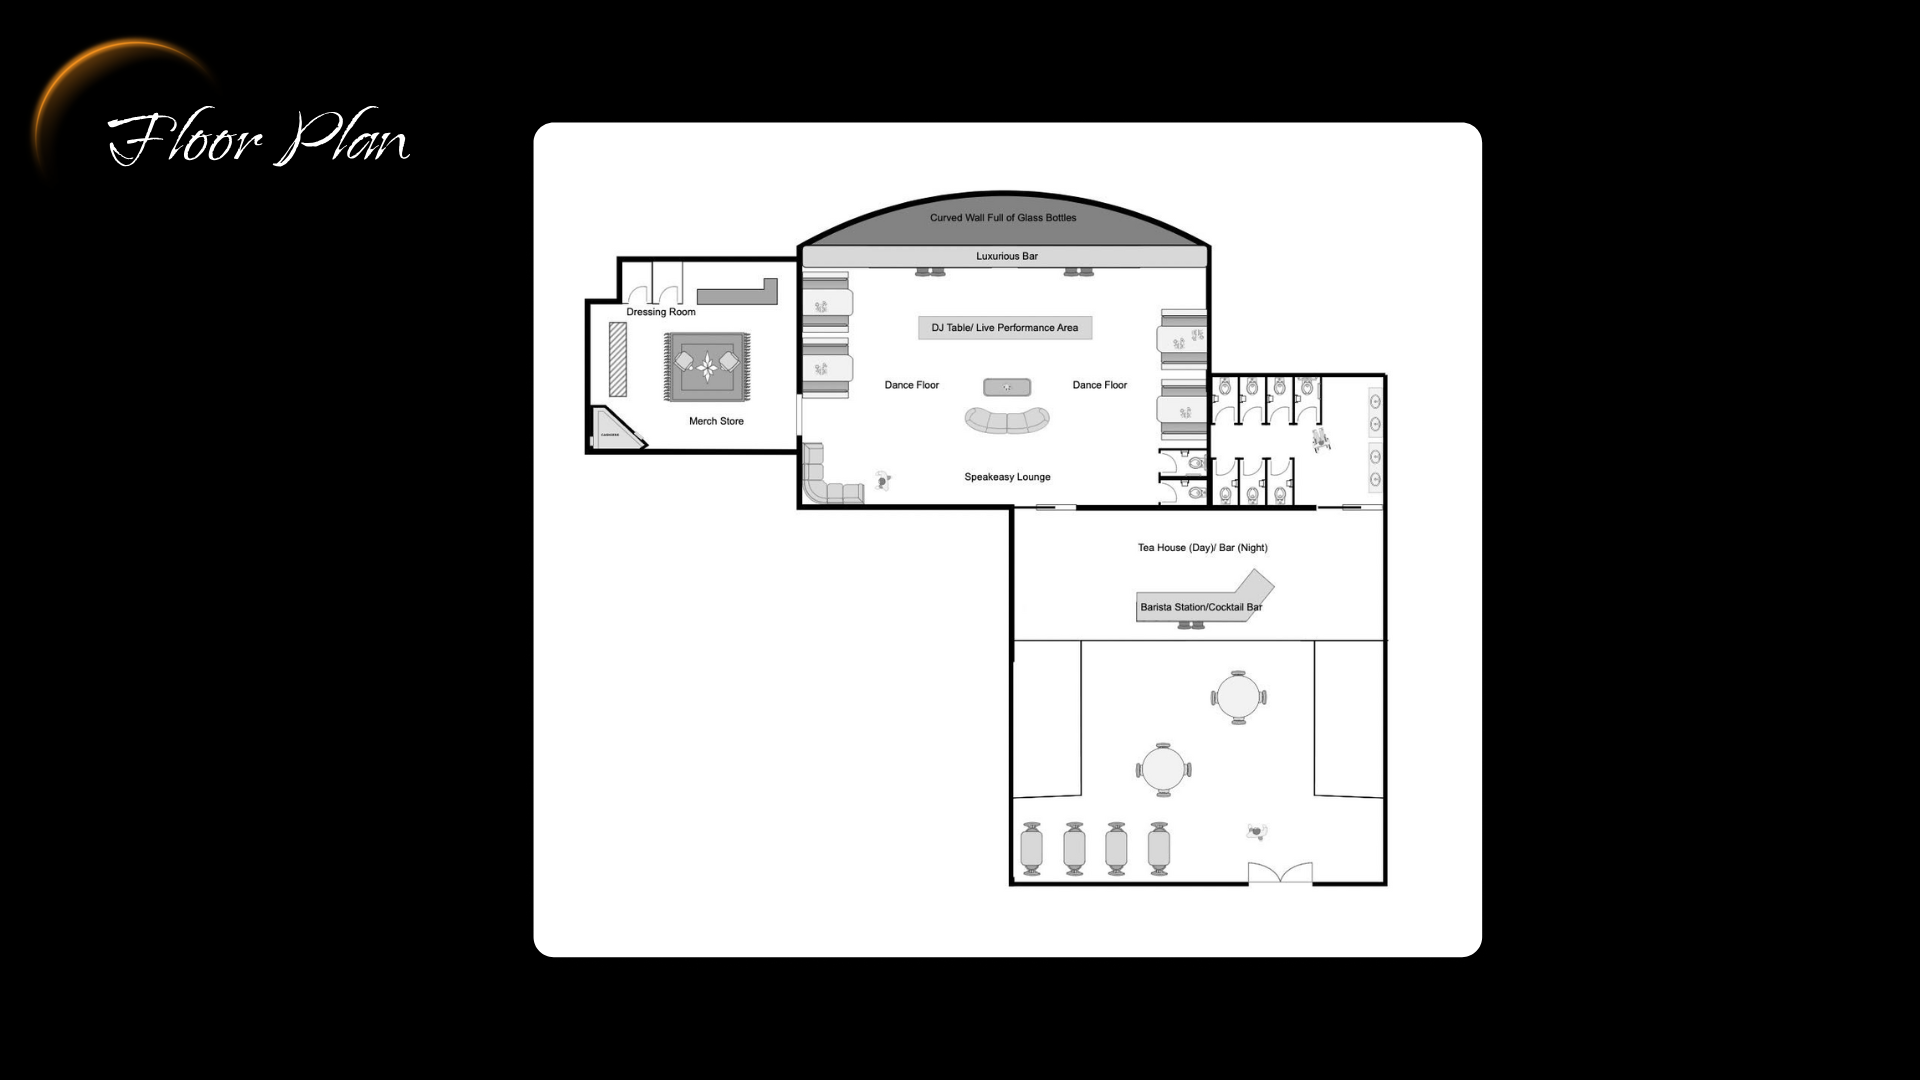 Floor Plan
Curved Wall Full of Glass Bottles
Luxurious Bar
Dressing Room
DJ Table/ Live Performance Area
Dance Floor
Dance Floor
Merch Store
CASHIERS
Speakeasy Lounge
Tea House (Day)/ Bar (Night)
Barista Station/Cocktail Bar